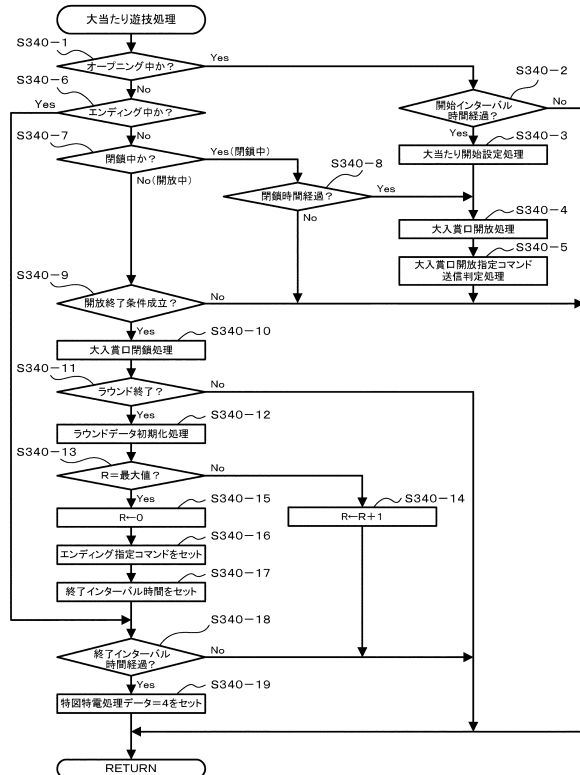 大当たり遊技処理
S340-1
オープニング中か?
Yes
No
S340-2
開始インターバル
時間経過?
No
Yes
S340-3
大当たり開始設定処理
S340-6
Yes
エンディング中か?
No
S340-7
閉鎖中か?
Yes(閉鎖中)
No(開放中)
S340-8
閉鎖時間経過?
Yes
No
S340-4
大入賞口開放処理
S340-5
大入賞口開放指定コマンド
送信判定処理
S340-9
開放終了条件成立?
No
Yes
S340-10
大入賞口閉鎖処理
S340-11
ラウンド終了?
No
Yes
S340-12
ラウンドデータ初期化処理
S340-13
R=最大値?
No
Yes
S340-15
R←0
S340-14
R←R+1
S340-16
エンディング指定コマンドをセット
S340-17
終了インターバル時間をセット
S340-18
終了インターバル
時間経過?
No
Yes
S340-19
特図特電処理データ=4をセット
RETURN